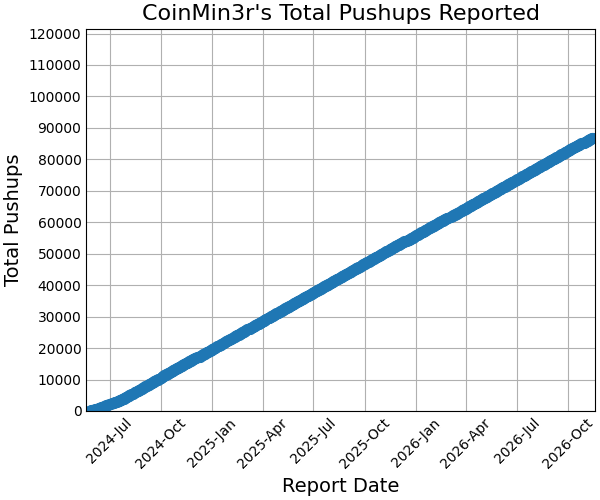 CoinMin3r's Total Pushups Reported
Total Pushups
120000
110000
100000
90000
80000
70000
60000
50000
40000
30000
20000
10000
0
2024-Jul
2024-Oct
2025-Jan
2025-Apr
2025-Jul
2025-Oct
2026-Jan
2026-Apr
2026-Jul
2026-Oct
Report Date